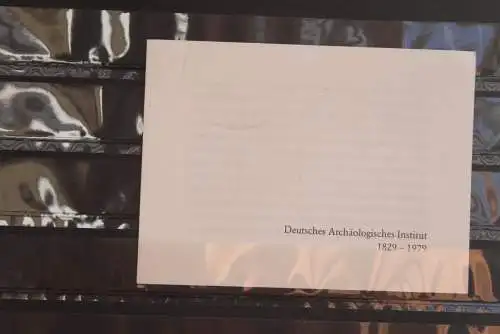 Deutsches Archäologisches Institut
1829 – 1979